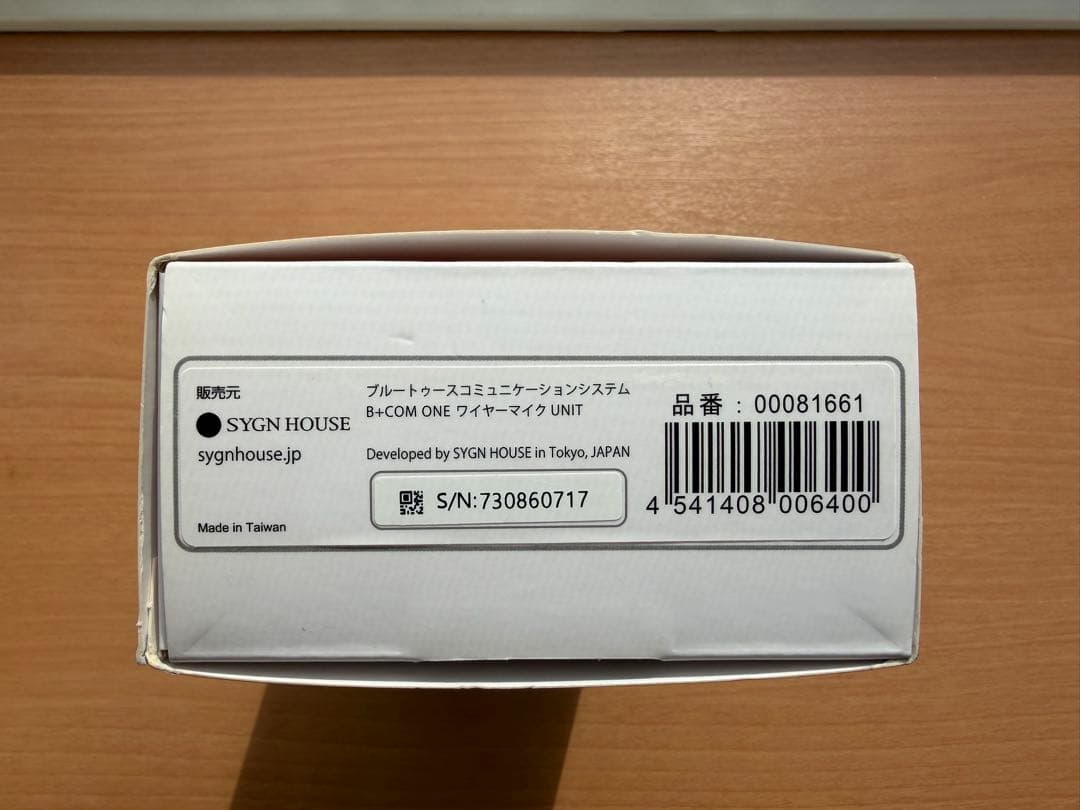 販売元
SYGN HOUSE
sygnhouse.jp
Made in Taiwan
ブルートゥースコミュニケーションシステム
B+COM ONE ワイヤーマイク UNIT
Developed by SYGN HOUSE in Tokyo, JAPAN
S/N:730860717
品番：00081661
4 541408 006400